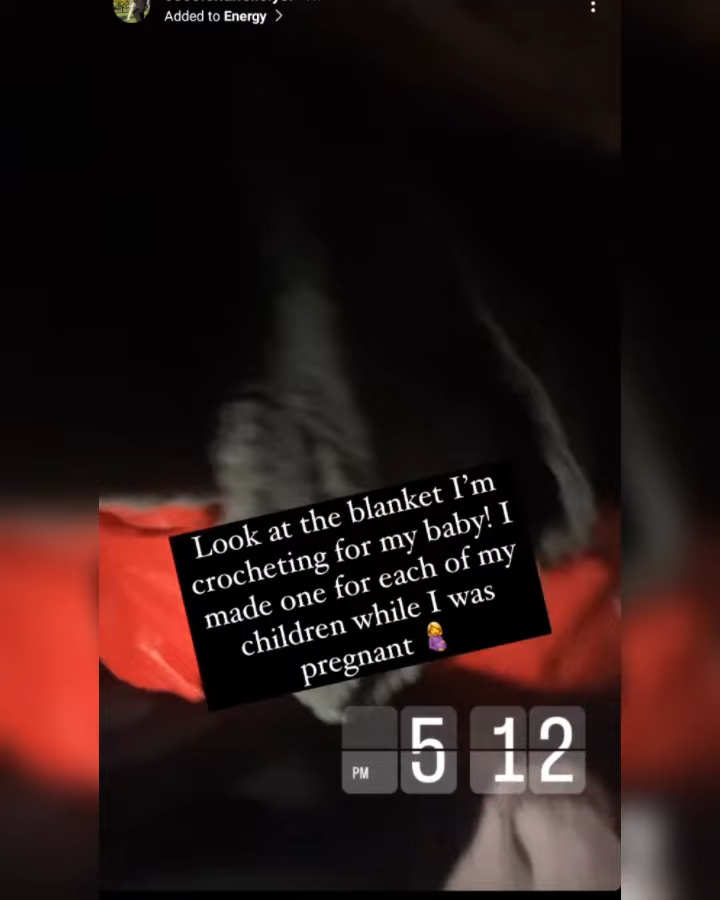 Added to Energy >
Look at the blanket I’m
crocheting for my baby! I
made one for each of my
children while I was
pregnant 🤰
PM 5 12